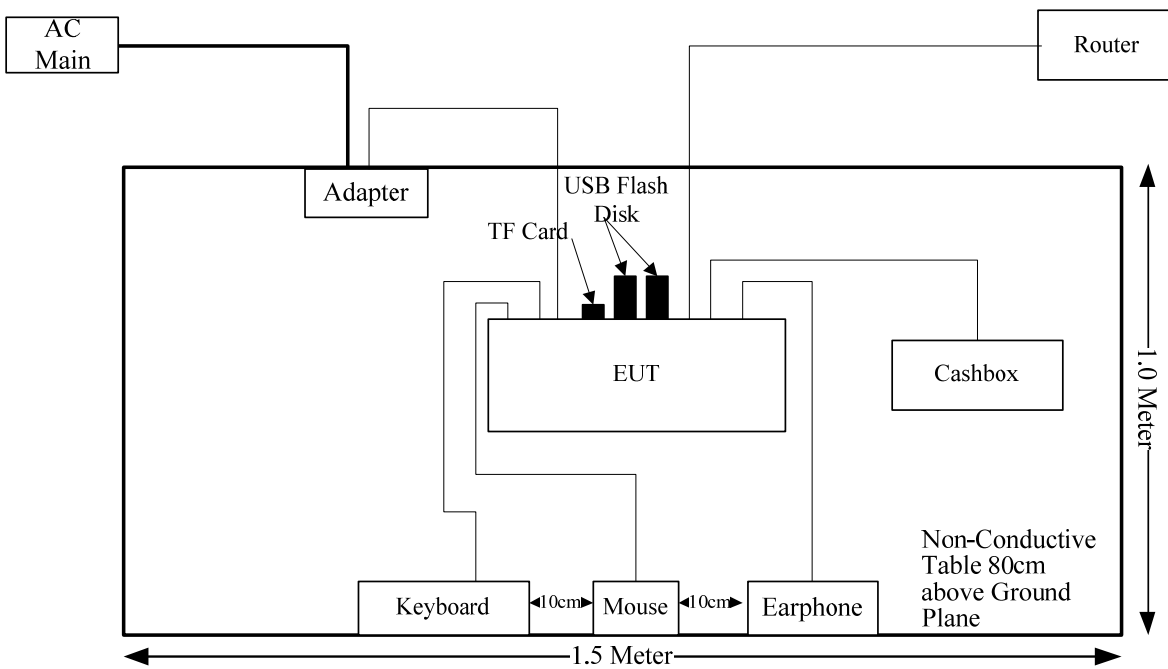 AC
Main
Router
Adapter
USB Flash
Disk
TF Card
EUT
Cashbox
1.0 Meter
Non-Conductive
Table 80cm
above Ground
Plane
Keyboard
10cm
Mouse
10cm
Earphone
1.5 Meter